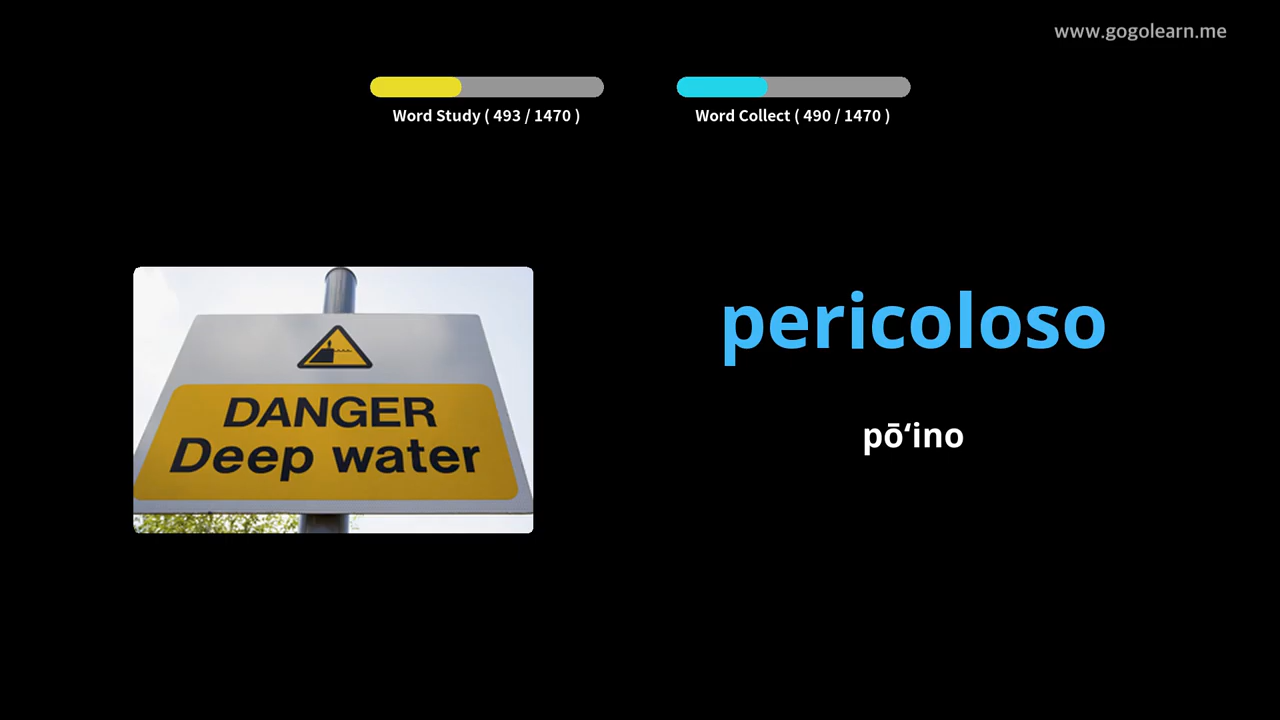 www.gogolearn.me
Word Study ( 493 / 1470 )
Word Collect ( 490 / 1470 )
DANGER
Deep water
pericoloso
pōʻino